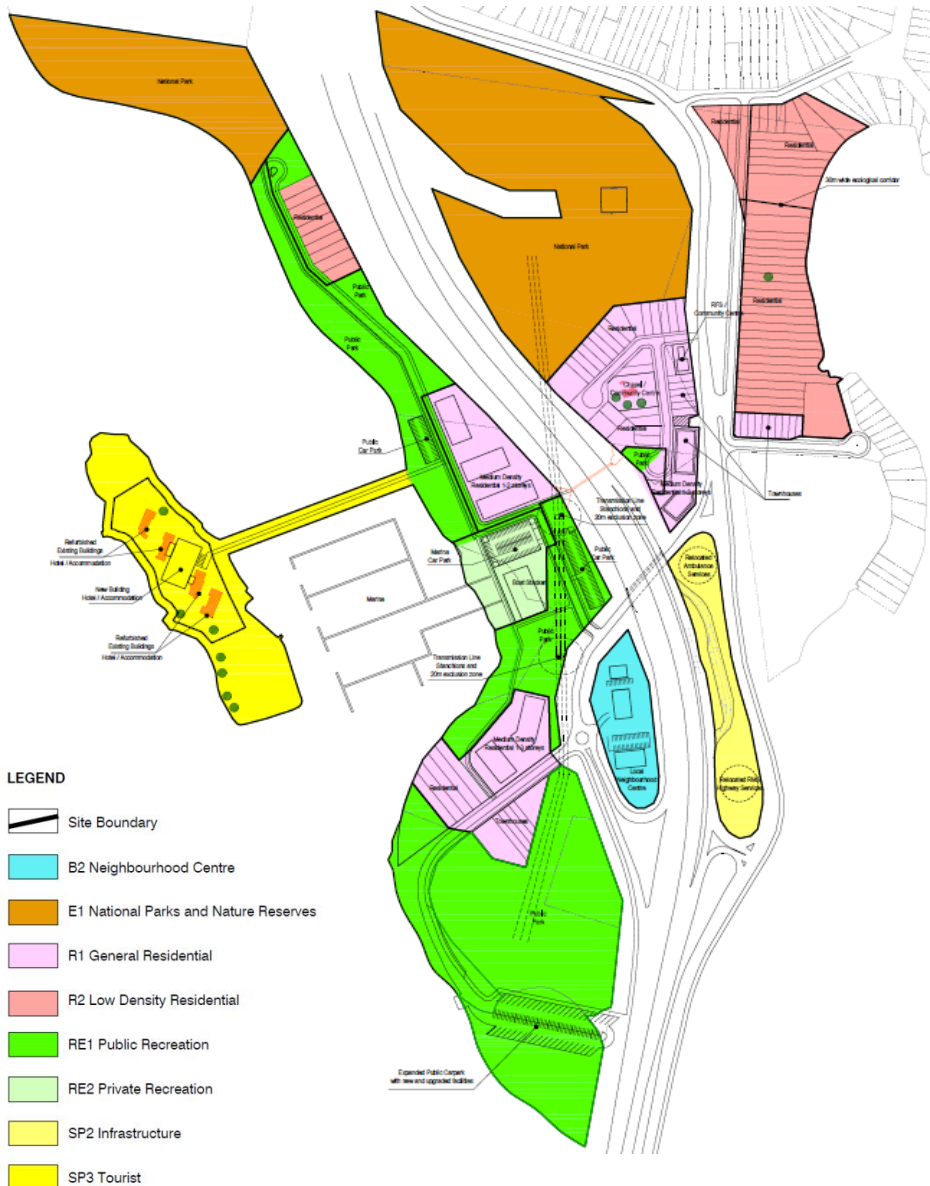 National Park
Residential
Residential
30m wide ecological corridor
Residential
National Park
Public
Park
Residential
RFS /
Community Centre
Residential
Public
Park
Chapel /
Community Centre
Residential
Public
Car Park
Public
Park
Medium Density
Residential 1-2 storeys
Medium Density
Townhouses
Transmission Line
Stanchions and
20m exclusion zone
Refurbished
Existing Buildings
Hotel / Accommodation
Marina
Car Park
Public
Car Park
Relocated
Ambulance
Services
Boat Stacker
New Building
Hotel / Accommodation
Marina
Refurbished
Existing Buildings
Hotel / Accommodation
Public
Park
Transmission Line
Stanchions and
20m exclusion zone
Medium Density
Residential 1-3 storeys
Local
Neighbourhood
Centre
Relocated RMS
Highway Services
Residential
Townhouses
Public
Park
Expanded Public Carpark
with new and upgraded facilities
LEGEND
Site Boundary
B2 Neighbourhood Centre
E1 National Parks and Nature Reserves
R1 General Residential
R2 Low Density Residential
RE1 Public Recreation
RE2 Private Recreation
SP2 Infrastructure
SP3 Tourist